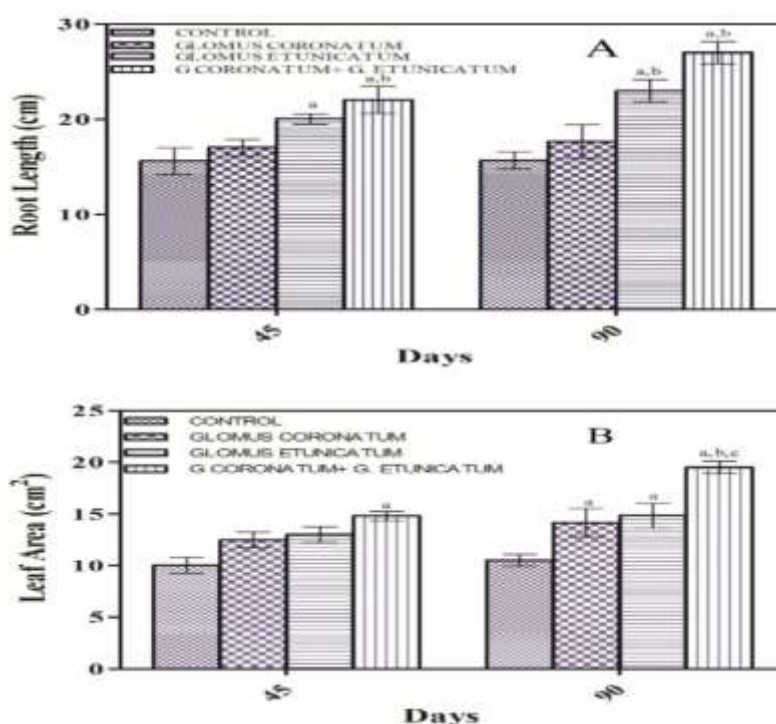 30
CONTROL
A
a,b
GLOMUS CORONATUM
GLOMUS ETUNICATUM
G CORONATUM+ G. ETUNICATUM
a,b
a,b
a
20
10
0
Root Length (cm)
45
90
Days
25
CONTROL
B
GLOMUS CORONATUM
GLOMUS ETUNICATUM
a,b,c
G CORONATUM+ G. ETUNICATUM
20
a
a
a
15
10
5
0
Leaf Area (cm²)
45
90
Days